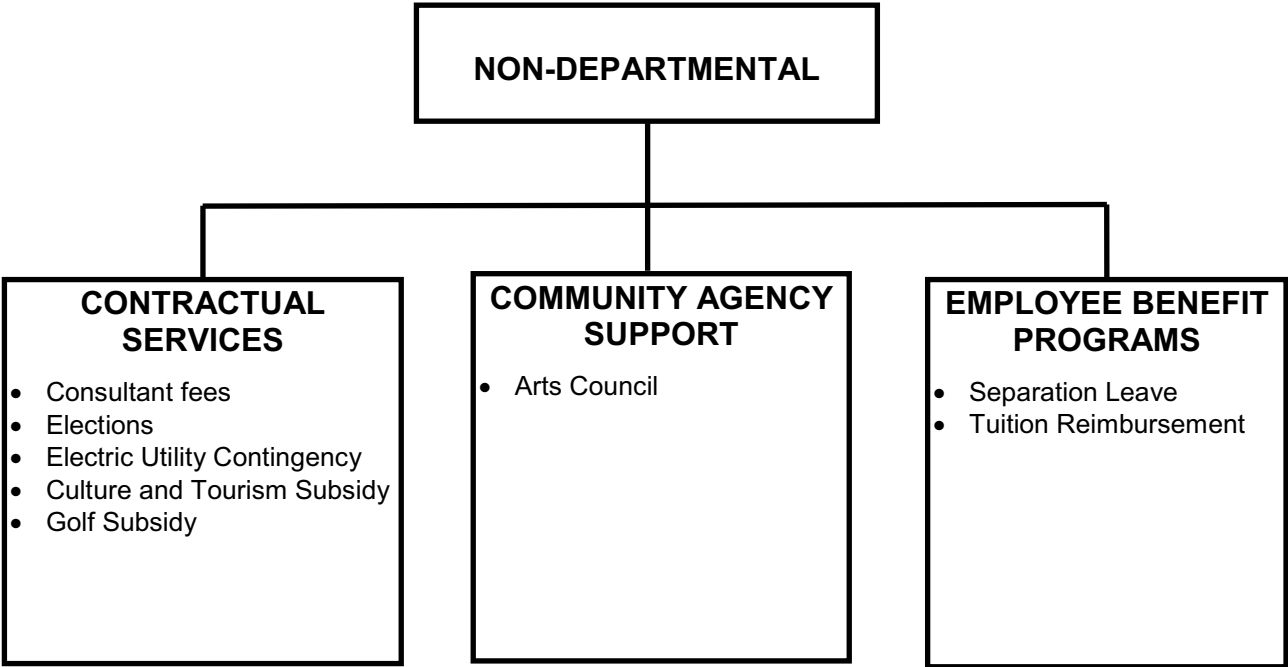 NON-DEPARTMENTAL
CONTRACTUAL
SERVICES
• Consultant fees
• Elections
• Electric Utility Contingency
• Culture and Tourism Subsidy
• Golf Subsidy
COMMUNITY AGENCY
SUPPORT
• Arts Council
EMPLOYEE BENEFIT
PROGRAMS
• Separation Leave
• Tuition Reimbursement